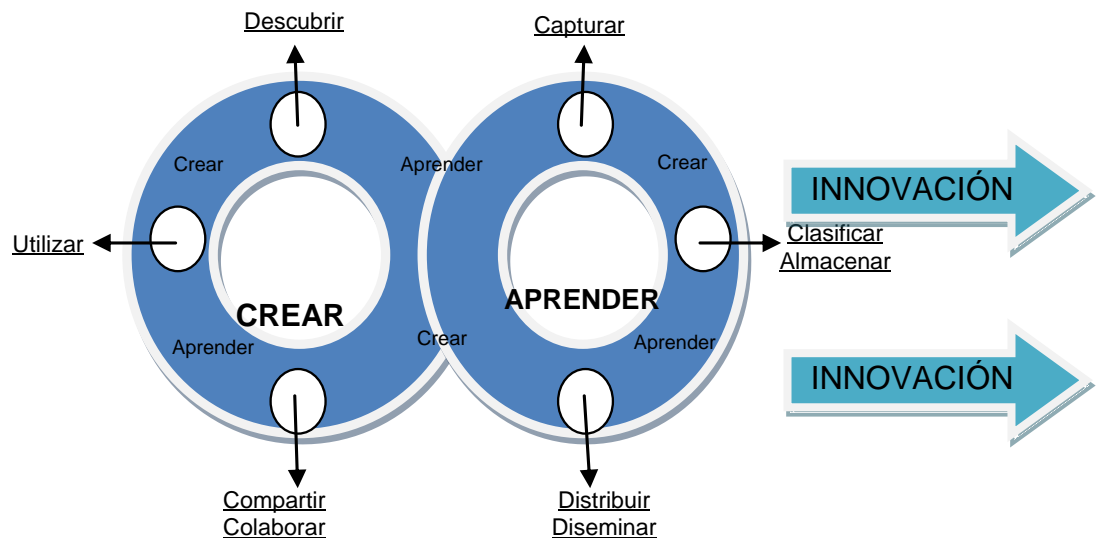 Descubrir
Capturar
Crear
Aprender
Crear
INNOVACIÓN
Utilizar
Clasificar
Almacenar
CREAR
APRENDER
Aprender
Crear
Aprender
INNOVACIÓN
Compartir
Colaborar
Distribuir
Diseminar